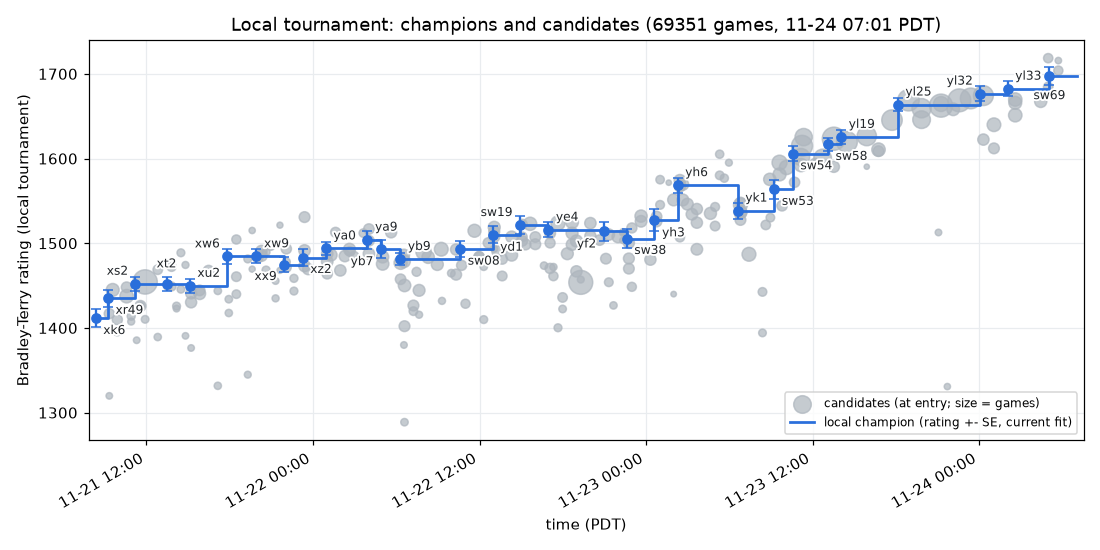 Local tournament: champions and candidates (69351 games, 11-24 07:01 PDT)
Bradley-Terry rating (local tournament)
1700
1600
1500
1400
1300
xk6
xr49
xs2
xt2
xu2
xw6
xw9
xx9
xz2
ya0
ya9
yb7
yb9
sw08
sw19
yd1
ye4
yf2
sw38
yh3
yh6
yk1
sw53
sw54
sw58
yl19
yl25
yl32
yl33
sw69
candidates (at entry; size = games)
local champion (rating +- SE, current fit)
11-21 12:00
11-22 00:00
11-22 12:00
11-23 00:00
11-23 12:00
11-24 00:00
time (PDT)